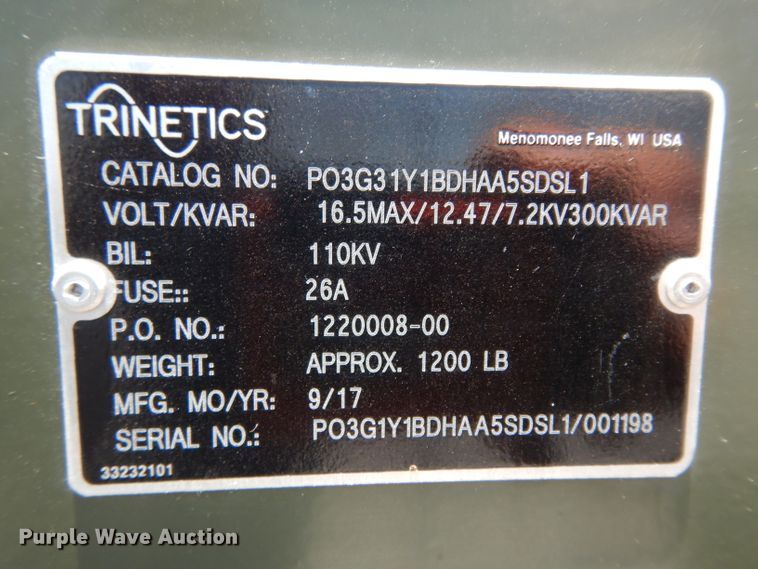 TRINETICS
Menomonee Falls, WI USA
CATALOG NO: PO3G31Y1BDHAA5SDSL1
VOLT/KVAR: 16.5MAX/12.47/7.2KV300KVAR
BIL: 110KV
FUSE:: 26A
P.O. NO.: 1220008-00
WEIGHT: APPROX. 1200 LB
MFG. MO/YR: 9/17
SERIAL NO.: PO3G1Y1BDHAA5SDSL1/001198
33232101
Purple Wave Auction